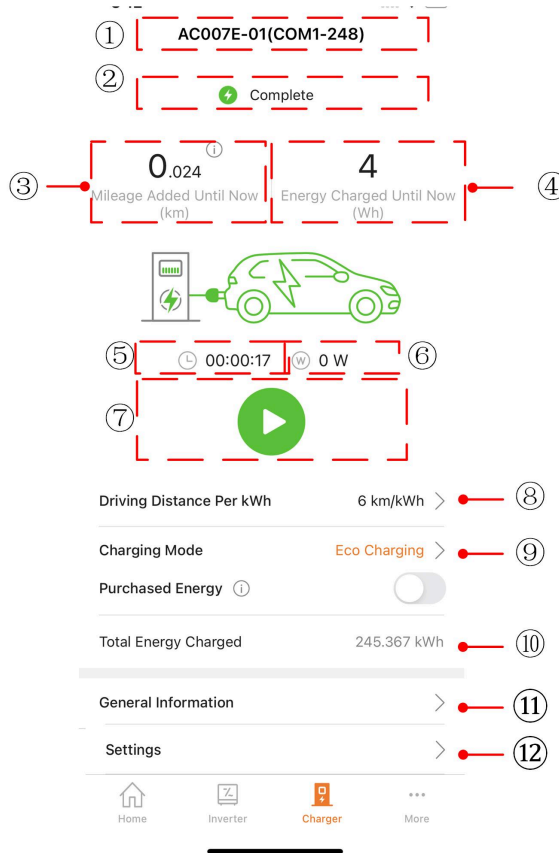 ①
AC007E-01(COM1-248)
②
Complete
③
0.024
Mileage Added Until Now
(km)
4
Energy Charged Until Now
(Wh)
④
⑤
00:00:17
W 0 W
⑥
⑦
Driving Distance Per kWh 6 km/kWh
⑧
Charging Mode Eco Charging
⑨
Purchased Energy
Total Energy Charged 245.367 kWh
⑩
General Information
⑪
Settings
⑫
Home Inverter Charger More